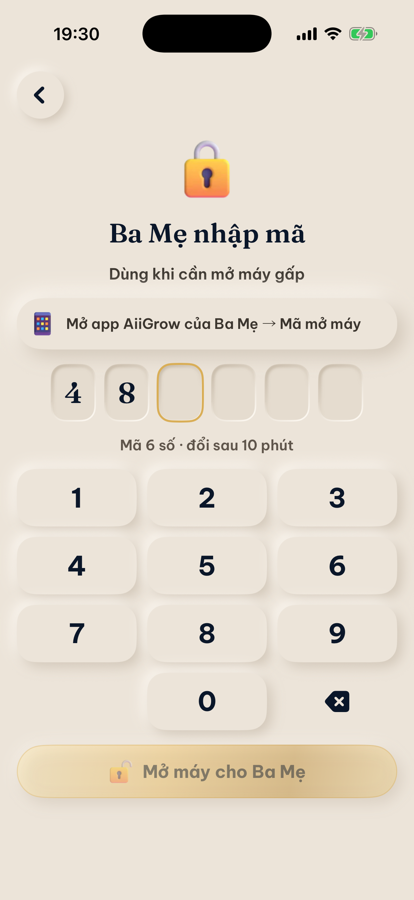 19:30
Ba Mẹ nhập mã
Dùng khi cần mở máy gấp
Mở app AiiGrow của Ba Mẹ → Mã mở máy
4 8
Mã 6 số · đổi sau 10 phút
1 2 3
4 5 6
7 8 9
0
Mở máy cho Ba Mẹ